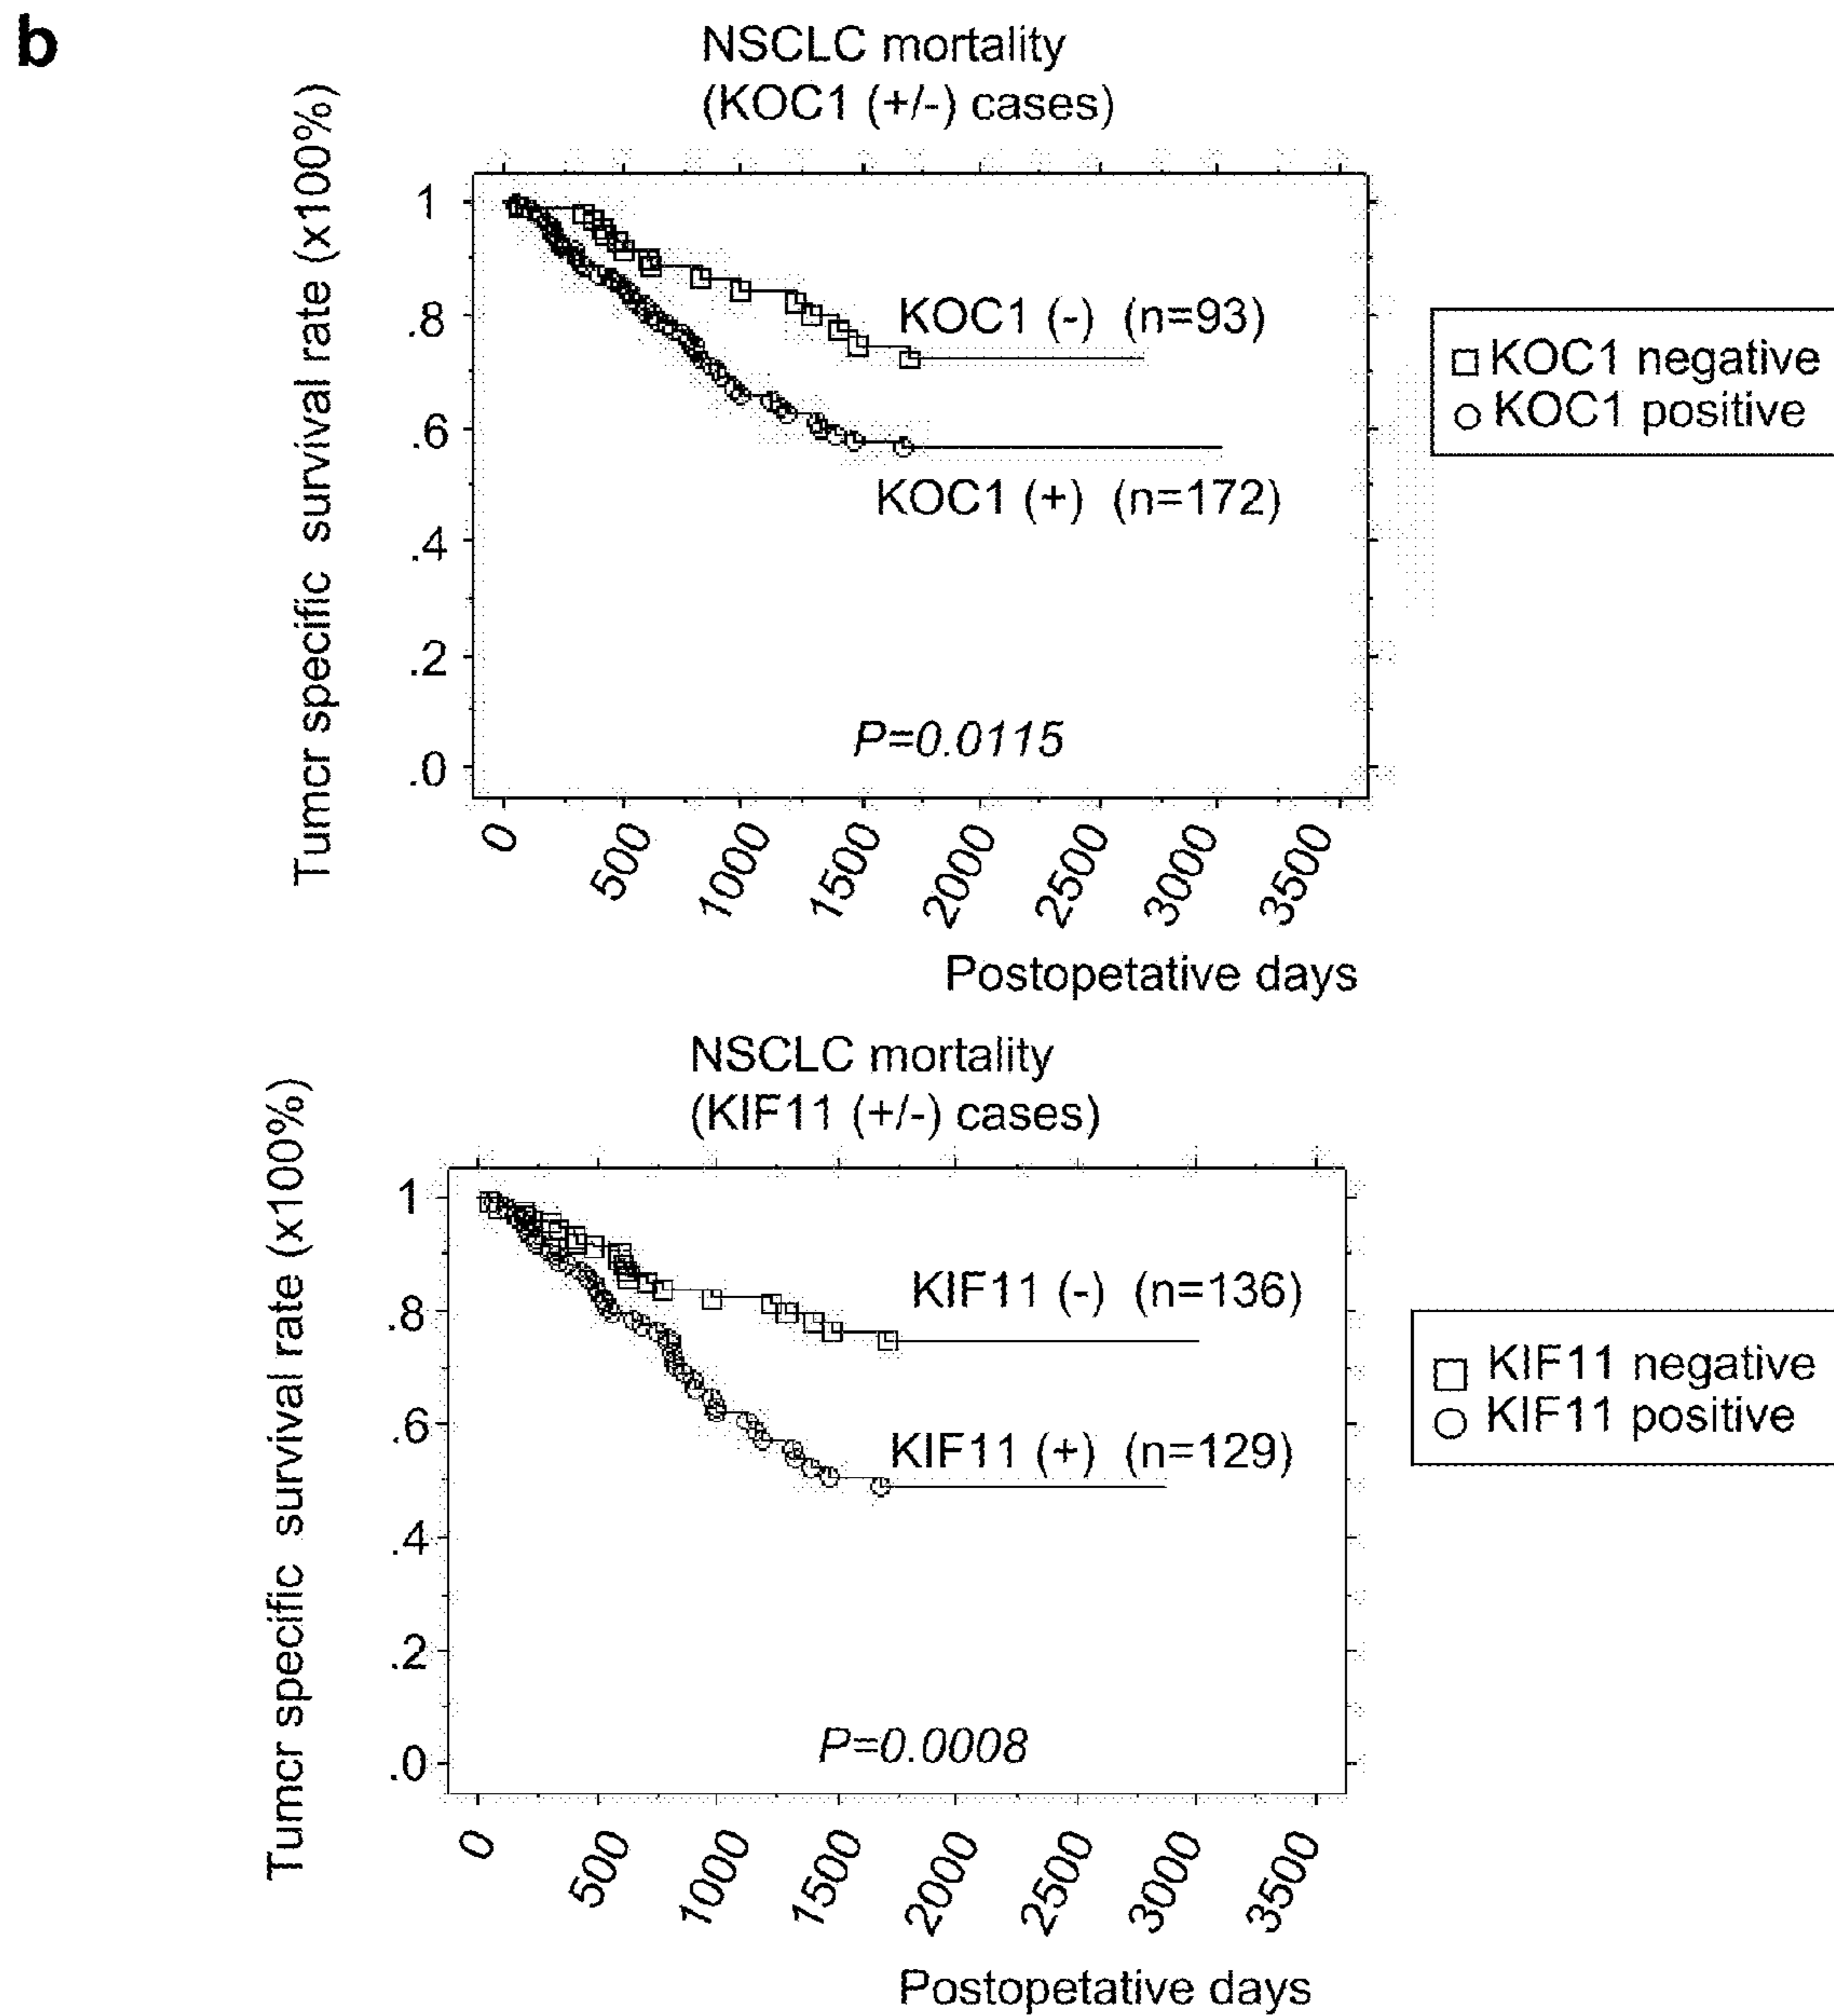 b
NSCLC mortality
(KOC1 (+/-) cases)
Tumcr specific survival rate (x100%)
1
.8
.6
.4
.2
.0
KOC1 (-) (n=93)
KOC1 (+) (n=172)
P=0.0115
KOC1 negative
KOC1 positive
0
500
1000
1500
2000
2500
3000
3500
Postopetative days
NSCLC mortality
(KIF11 (+/-) cases)
Tumcr specific survival rate (x100%)
1
.8
.6
.4
.2
.0
KIF11 (-) (n=136)
KIF11 (+) (n=129)
P=0.0008
KIF11 negative
KIF11 positive
0
500
1000
1500
2000
2500
3000
3500
Postopetative days